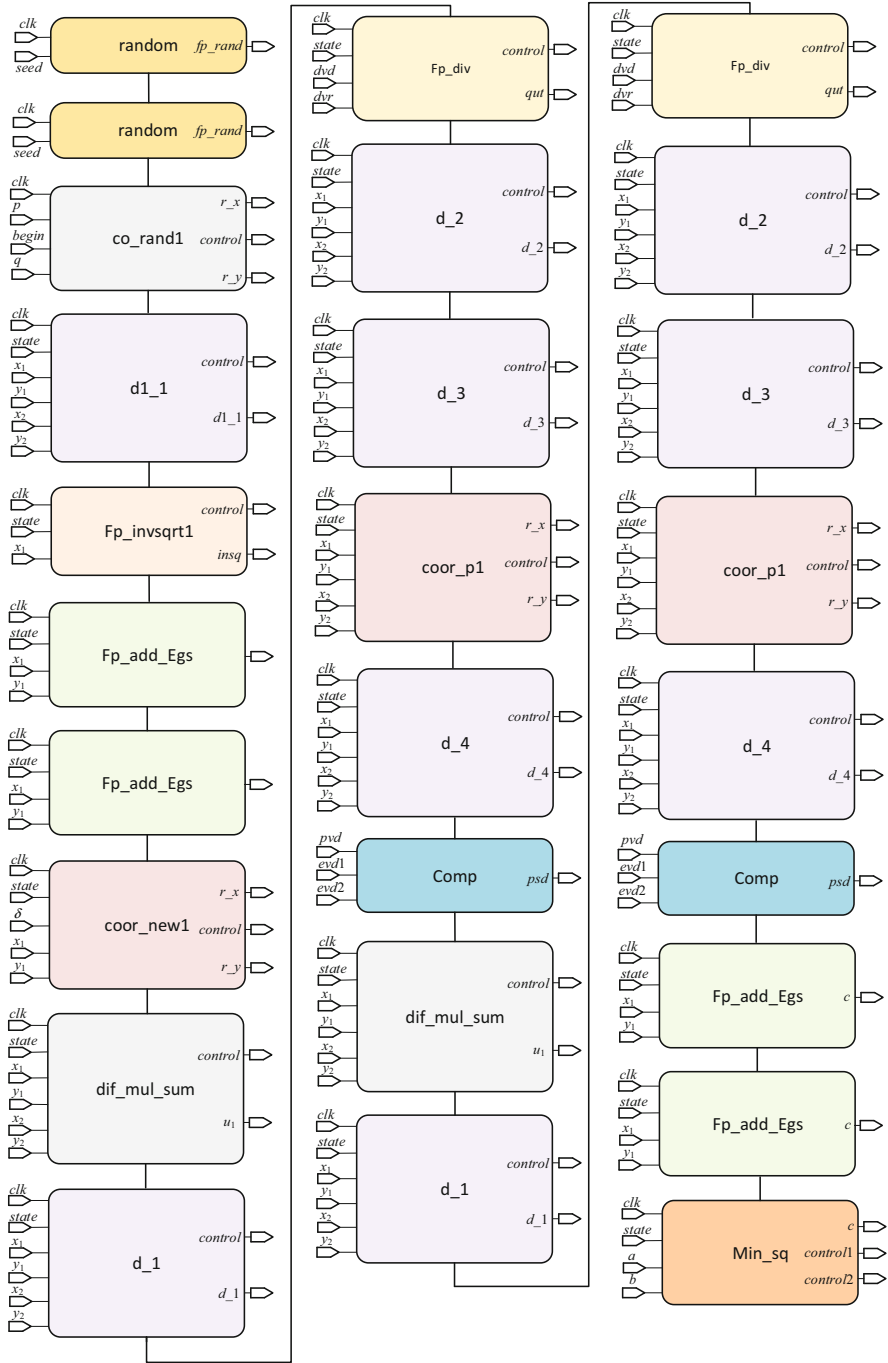 clk
seed
random
fp_rand
clk
seed
random
fp_rand
clk
p
begin
q
co_rand1
r_x
control
r_y
clk
state
x₁
y₁
x₂
y₂
d1_1
control
d1_1
clk
state
x₁
Fp_invsqrt1
control
insq
clk
state
x₁
y₁
Fp_add_Egs
clk
state
x₁
y₁
Fp_add_Egs
clk
state
δ
x₁
y₁
coor_new1
r_x
control
r_y
clk
state
x₁
y₁
x₂
y₂
dif_mul_sum
control
u₁
clk
state
x₁
y₁
x₂
y₂
d_1
control
d_1
clk
state
dvd
dvr
Fp_div
control
qut
clk
state
x₁
y₁
x₂
y₂
d_2
control
d_2
clk
state
x₁
y₁
x₂
y₂
d_3
control
d_3
clk
state
x₁
y₁
x₂
y₂
coor_p1
r_x
control
r_y
clk
state
x₁
y₁
x₂
y₂
d_4
control
d_4
pvd
evd1
evd2
Comp
psd
clk
state
x₁
y₁
x₂
y₂
dif_mul_sum
control
u₁
clk
state
x₁
y₁
x₂
y₂
d_1
control
d_1
clk
state
dvd
dvr
Fp_div
control
qut
clk
state
x₁
y₁
x₂
y₂
d_2
control
d_2
clk
state
x₁
y₁
x₂
y₂
d_3
control
d_3
clk
state
x₁
y₁
x₂
y₂
coor_p1
r_x
control
r_y
clk
state
x₁
y₁
x₂
y₂
d_4
control
d_4
pvd
evd1
evd2
Comp
psd
clk
state
x₁
y₁
Fp_add_Egs
c
clk
state
x₁
y₁
Fp_add_Egs
c
clk
state
a
b
Min_sq
c
control1
control2